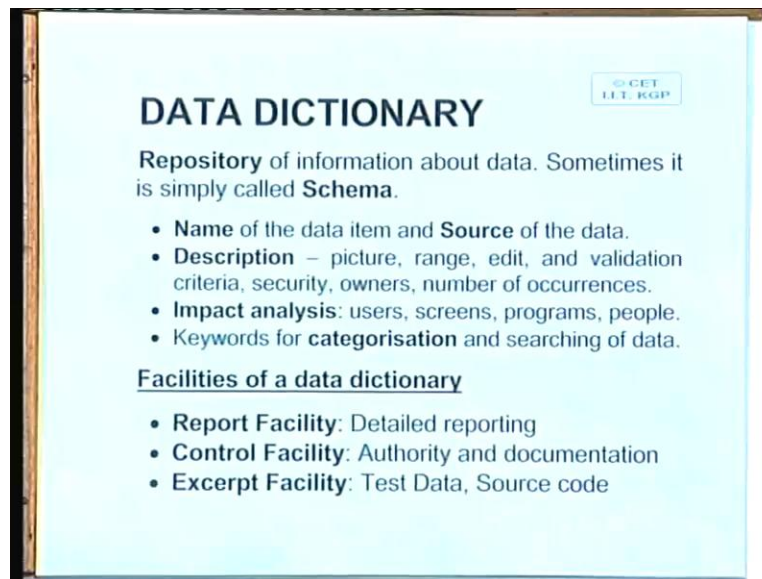 © CET
I.I.T. KGP
DATA DICTIONARY
Repository of information about data. Sometimes it
is simply called Schema.
• Name of the data item and Source of the data.
• Description – picture, range, edit, and validation
criteria, security, owners, number of occurrences.
• Impact analysis: users, screens, programs, people.
• Keywords for categorisation and searching of data.
Facilities of a data dictionary
• Report Facility: Detailed reporting
• Control Facility: Authority and documentation
• Excerpt Facility: Test Data, Source code